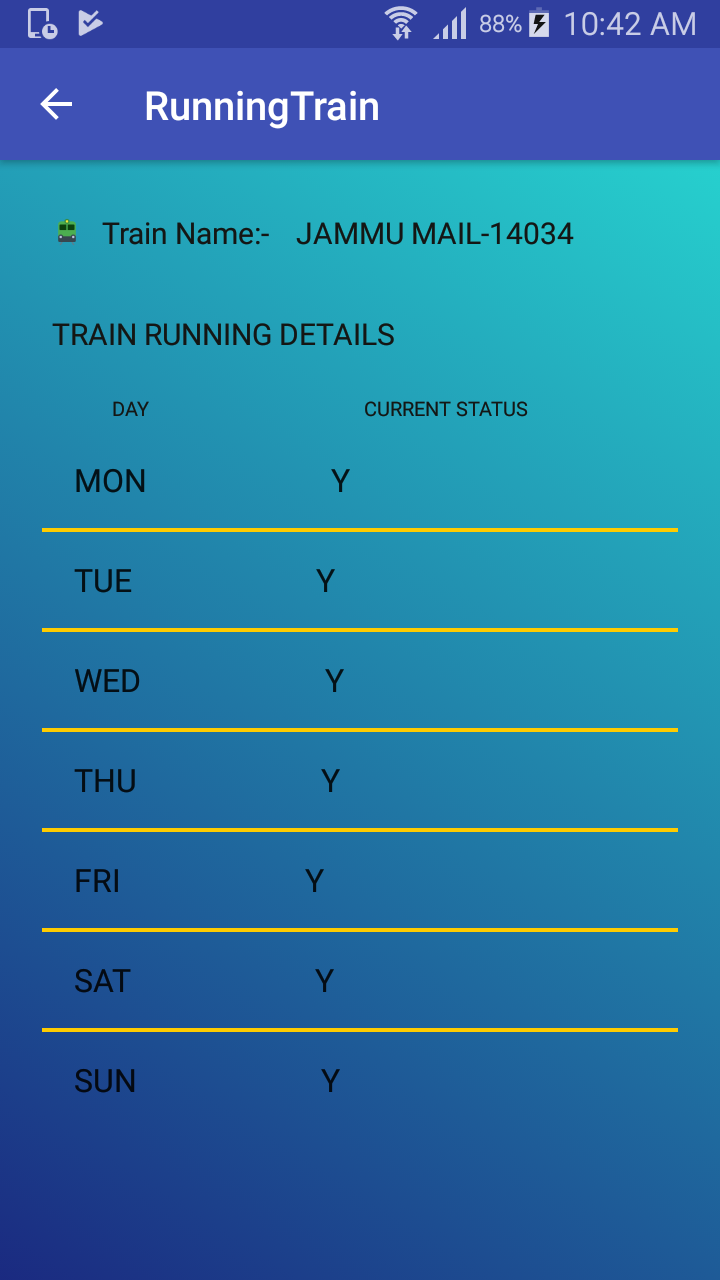 88% 10:42 AM
RunningTrain
Train Name:- JAMMU MAIL-14034
TRAIN RUNNING DETAILS
DAY CURRENT STATUS
MON Y
TUE Y
WED Y
THU Y
FRI Y
SAT Y
SUN Y